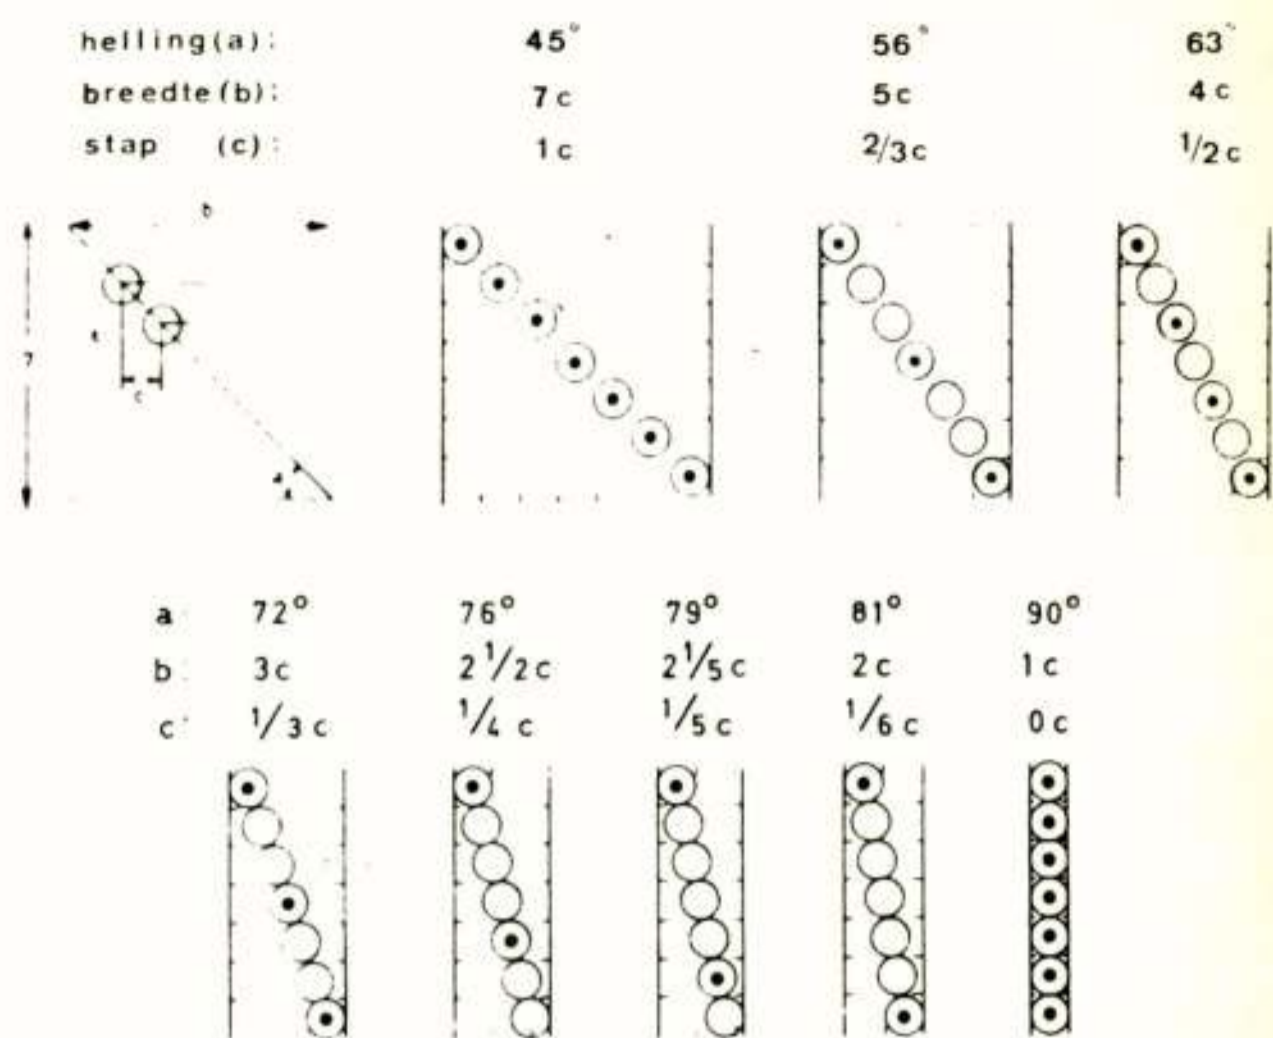 helling(a): 45° 56° 63°
breedte(b): 7c 5c 4c
stap (c): 1c 2/3c 1/2c
b
7
c
a: 72° 76° 79° 81° 90°
b: 3c 2 1/2c 2 1/5c 2c 1c
c: 1/3c 1/4c 1/5c 1/6c 0c